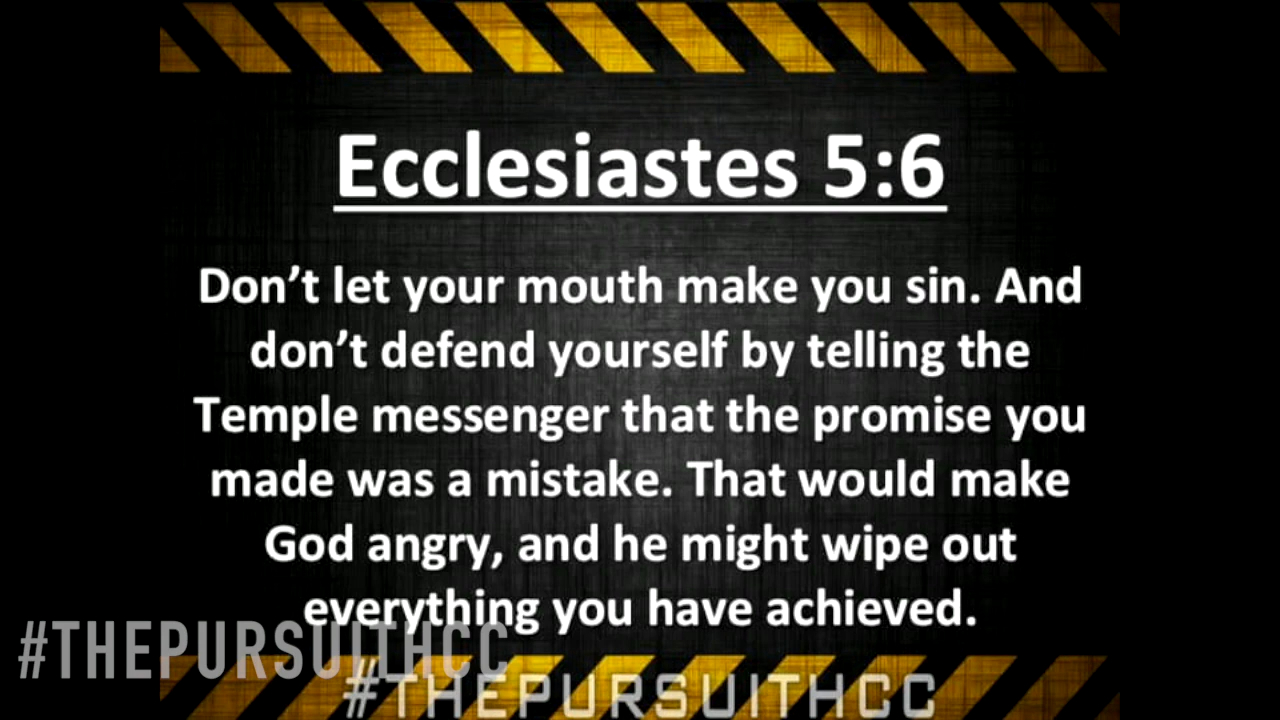 Ecclesiastes 5:6
Don’t let your mouth make you sin. And
don’t defend yourself by telling the
Temple messenger that the promise you
made was a mistake. That would make
God angry, and he might wipe out
everything you have achieved.
#THEPURSUITHCC
#THEPURSUITHCC